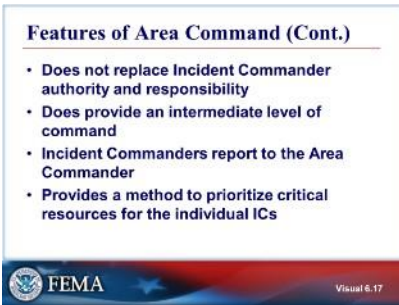 Features of Area Command (Cont.)
• Does not replace Incident Commander
authority and responsibility
• Does provide an intermediate level of
command
• Incident Commanders report to the Area
Commander
• Provides a method to prioritize critical
resources for the individual ICs
FEMA
Visual 6.17